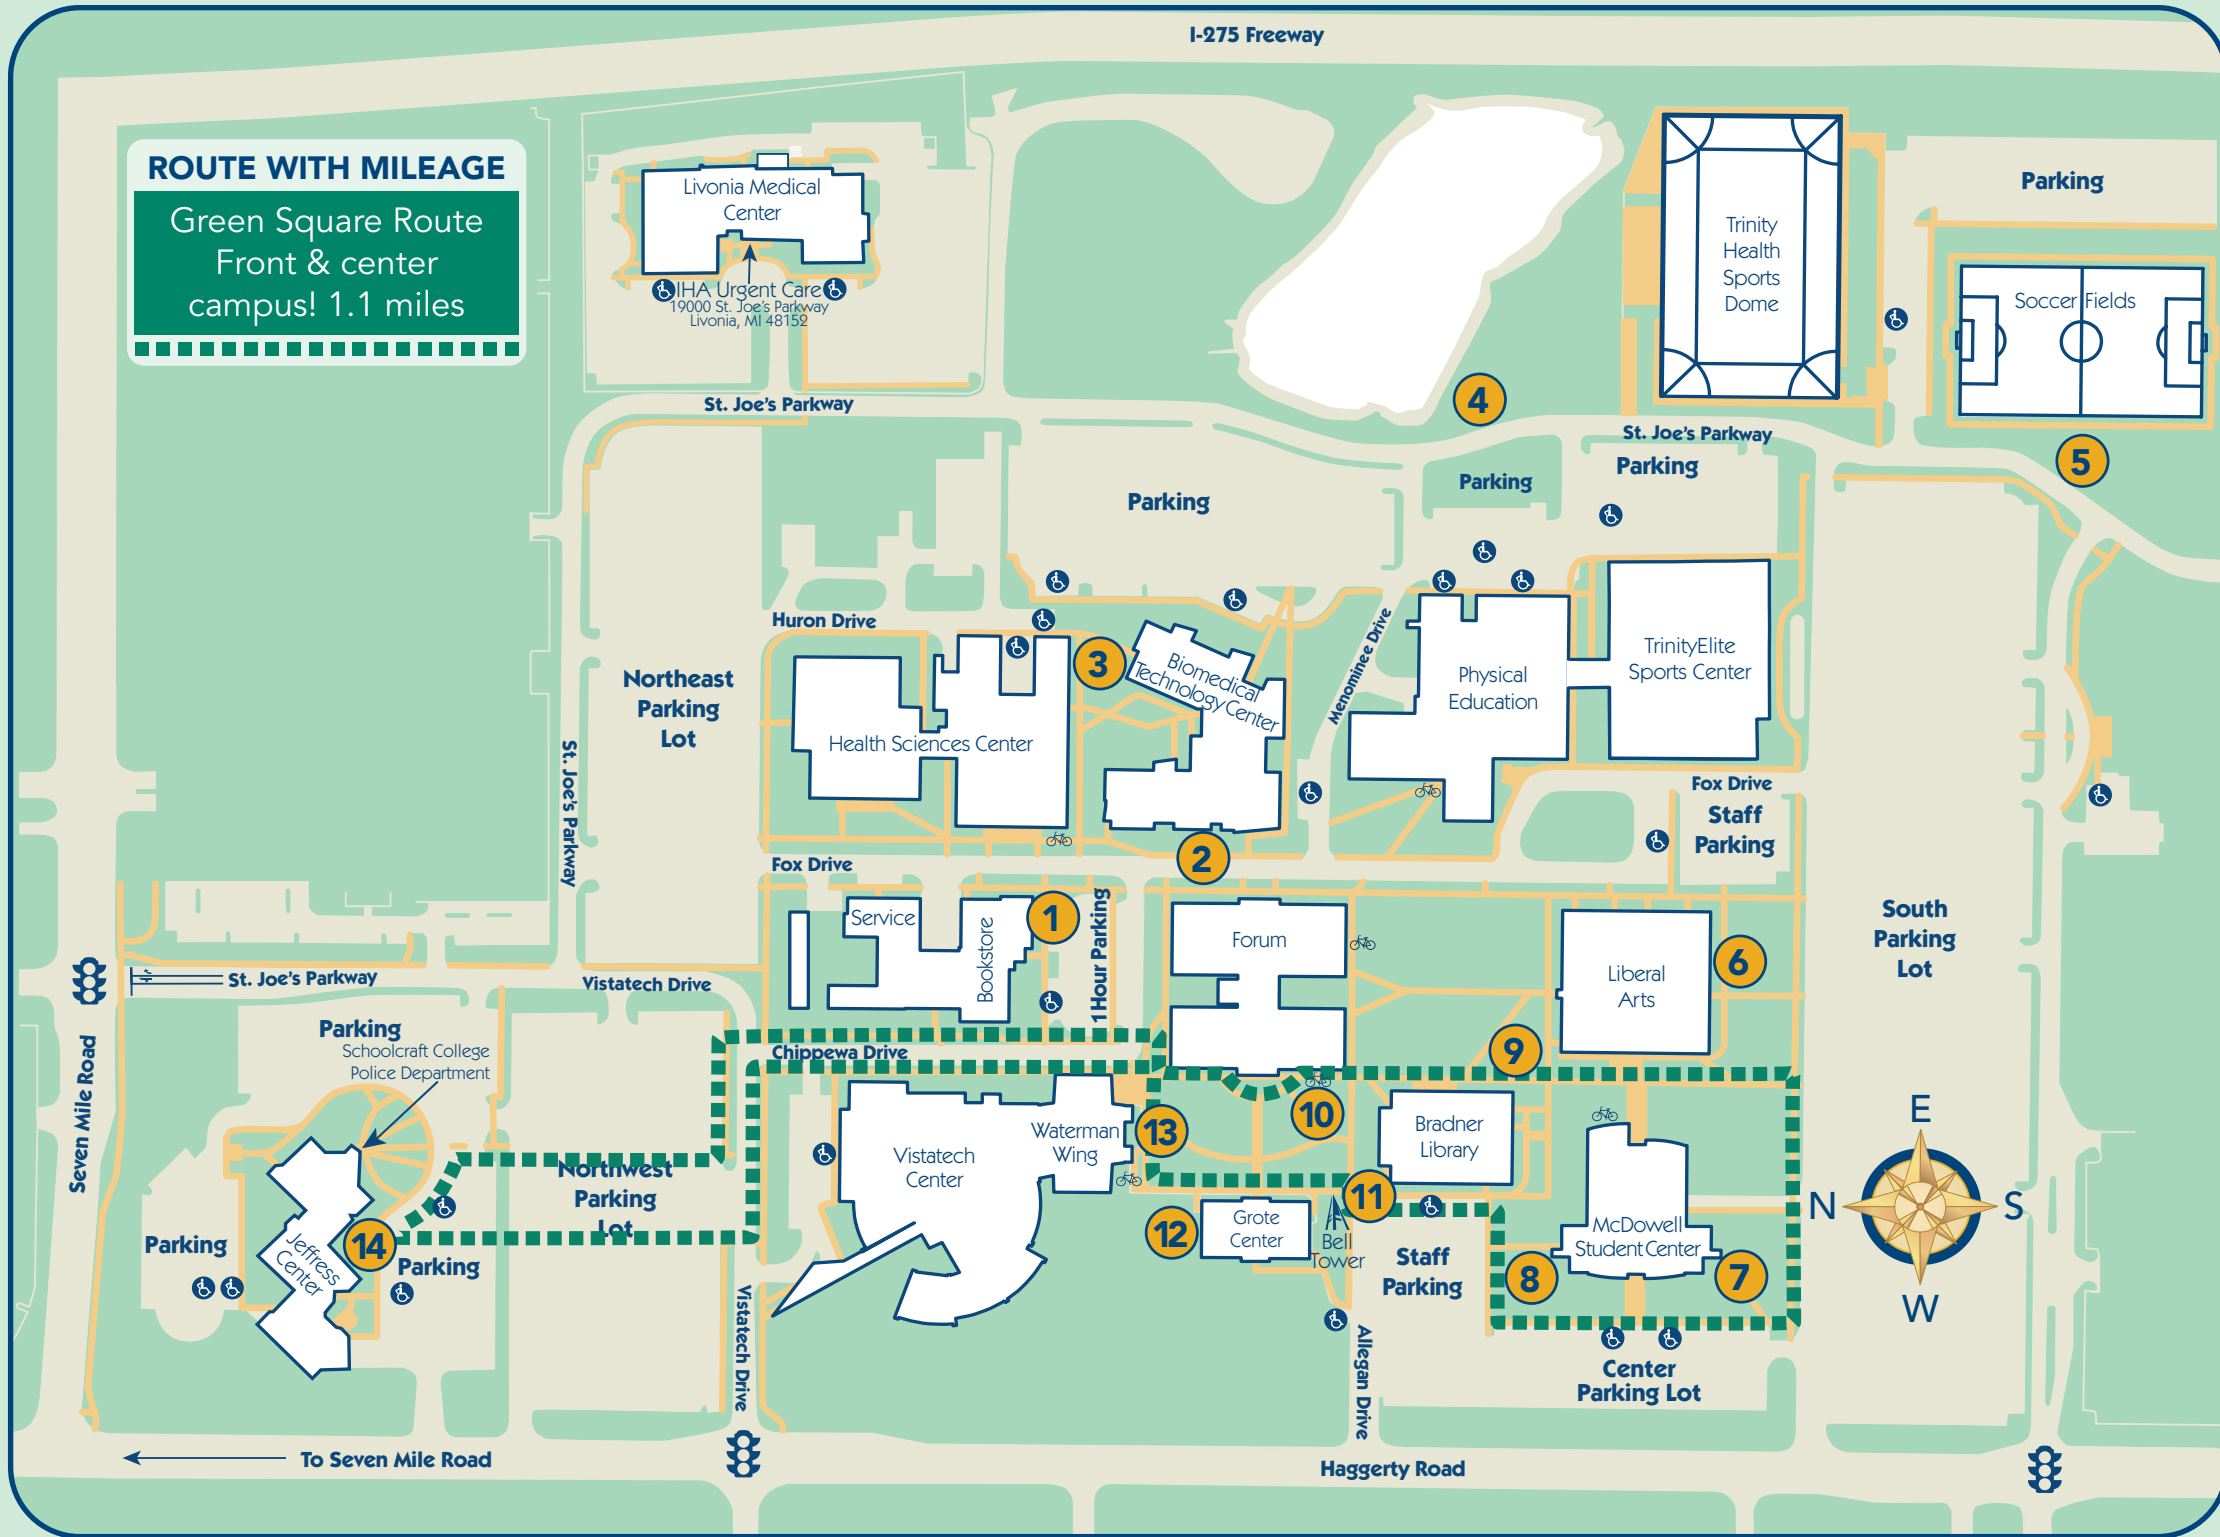 I-275 Freeway
ROUTE WITH MILEAGE
Green Square Route
Front & center
campus! 1.1 miles
Livonia Medical
Center
IHA Urgent Care
19000 St. Joe's Parkway
Livonia, MI 48152
Trinity
Health
Sports
Dome
Parking
Soccer Fields
St. Joe's Parkway
4
St. Joe's Parkway
Parking
Parking
5
Parking
Huron Drive
3
Biomedical
Technology Center
Menominee Drive
Physical
Education
TrinityElite
Sports Center
Northeast
Parking
Lot
Health Sciences Center
St. Joe's Parkway
Fox Drive
Staff
Parking
2
Fox Drive
Service
Bookstore
1
1 Hour Parking
Forum
Liberal
Arts
6
South
Parking
Lot
St. Joe's Parkway
Vistatech Drive
Seven Mile Road
Parking
Schoolcraft College
Police Department
Chippewa Drive
9
10
13
Waterman
Wing
Vistatech
Center
Bradner
Library
Northwest
Parking
Lot
11
12
Grote
Center
Bell
Tower
Staff
Parking
McDowell
Student Center
8
7
E
N
S
W
Parking
Jeffress
Center
14
Parking
Vistatech Drive
Allegan Drive
Center
Parking Lot
To Seven Mile Road
Haggerty Road